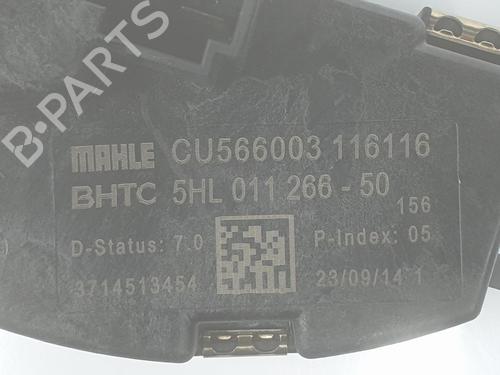 B-PARTS
MAHLE CU566003 116116
BHTC 5HL 011 266 - 50
156
D-Status: 7.0 P-Index: 05
3714513454 23/09/14 1